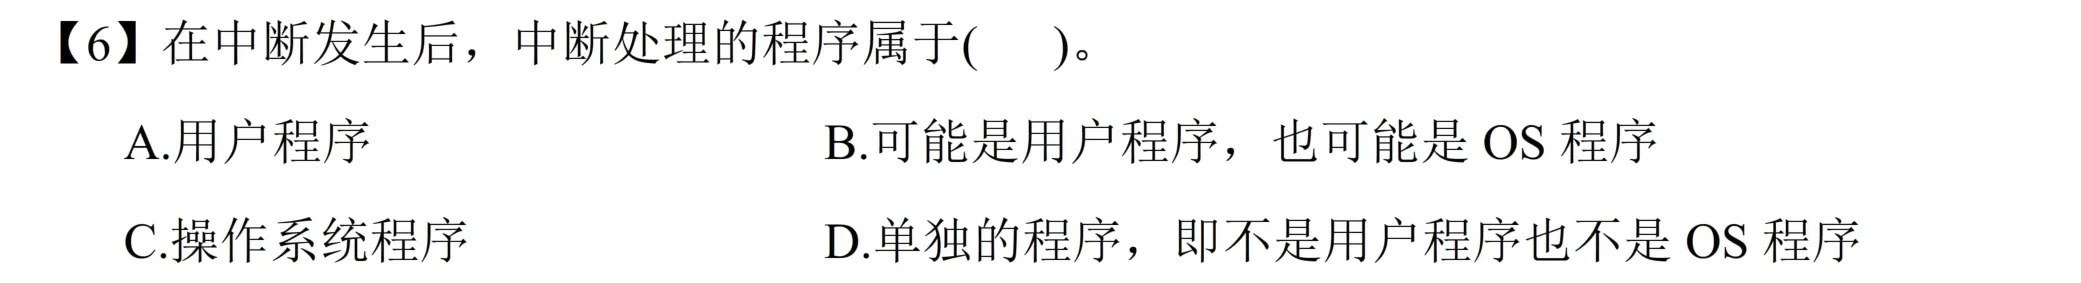 【6】在中断发生后，中断处理的程序属于(　　)。
A.用户程序　　B.可能是用户程序，也可能是 OS 程序
C.操作系统程序　　D.单独的程序，即不是用户程序也不是 OS 程序